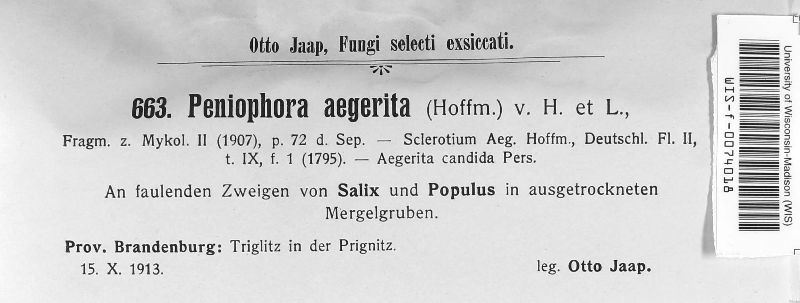 Otto Jaap, Fungi selecti exsiccati.
663. Peniophora aegerita (Hoffm.) v. H. et L.,
Fragm. z. Mykol. II (1907), p. 72 d. Sep. — Sclerotium Aeg. Hoffm., Deutschl. Fl. II,
t. IX, f. 1 (1795). — Aegerita candida Pers.
An faulenden Zweigen von Salix und Populus in ausgetrockneten
Mergelgruben.
Prov. Brandenburg: Triglitz in der Prignitz.
15. X. 1913.
leg. Otto Jaap.
University of Wisconsin-Madison (WIS)
WIS-f-0074018